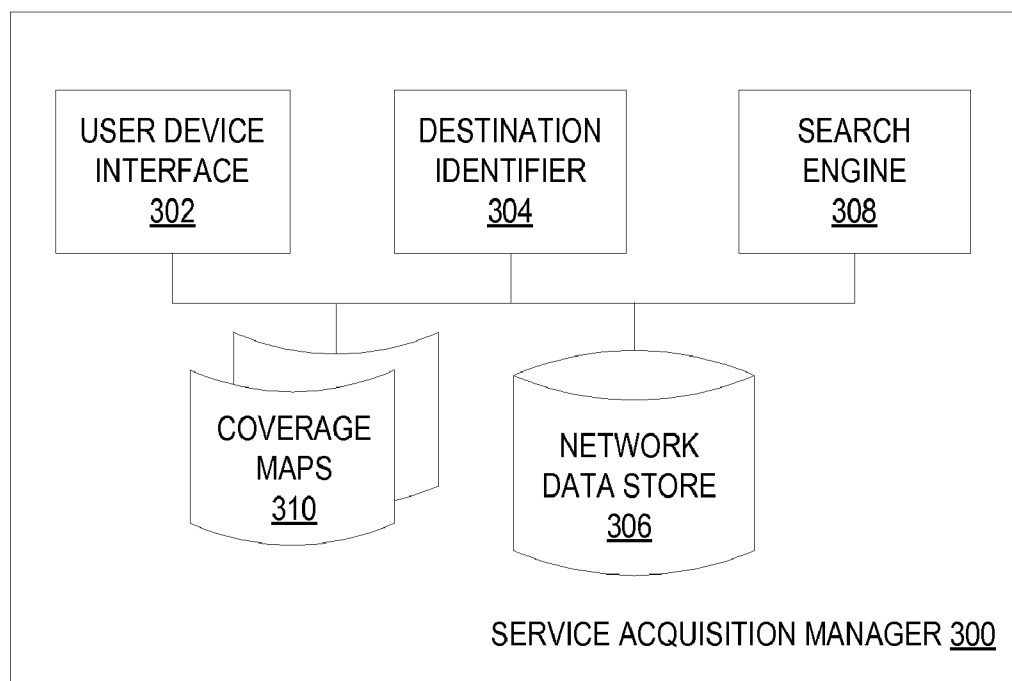 USER DEVICE
INTERFACE
302
DESTINATION
IDENTIFIER
304
SEARCH
ENGINE
308
COVERAGE
MAPS
310
NETWORK
DATA STORE
306
SERVICE ACQUISITION MANAGER 300